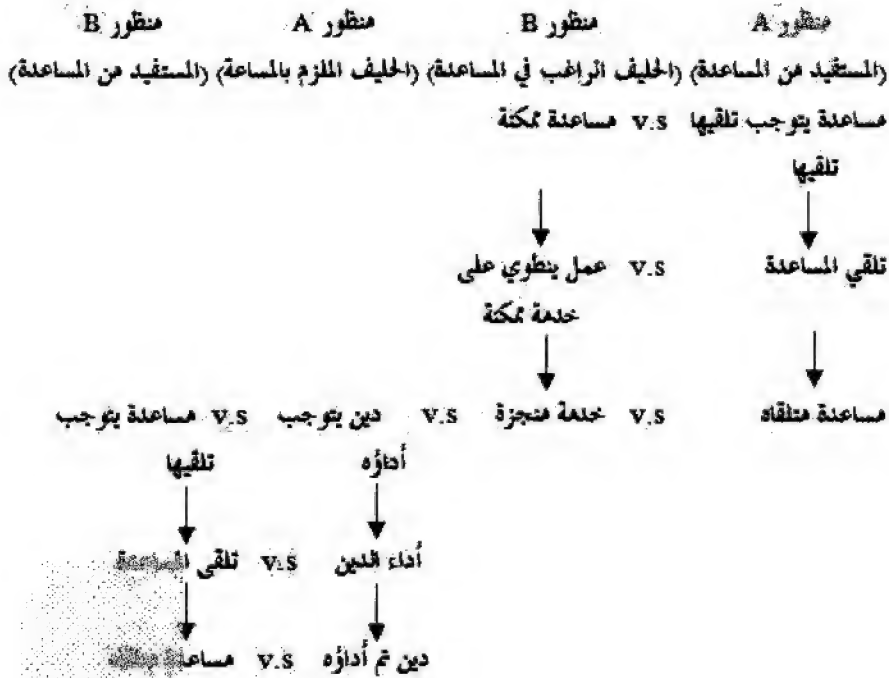 منظور A منظور B منظور A منظور B
(المستفيد من المساعدة) (الحليف الراغب في المساعدة) (الحليف الملزم بالمساعة) (المستفيد من المساعدة)
مساعدة يتوجب تلقيها v.s مساعدة ممكنة
تلقيها
تلقي المساعدة v.s عمل ينطوي على
خدمة ممكنة
مساعدة متلقاه v.s خدمة منجزة v.s دين يتوجب v.s مساعدة يتوجب
أداؤه تلقيها
أداء الدين v.s تلقى المساعدة
دين تم أداؤه v.s مساعدة